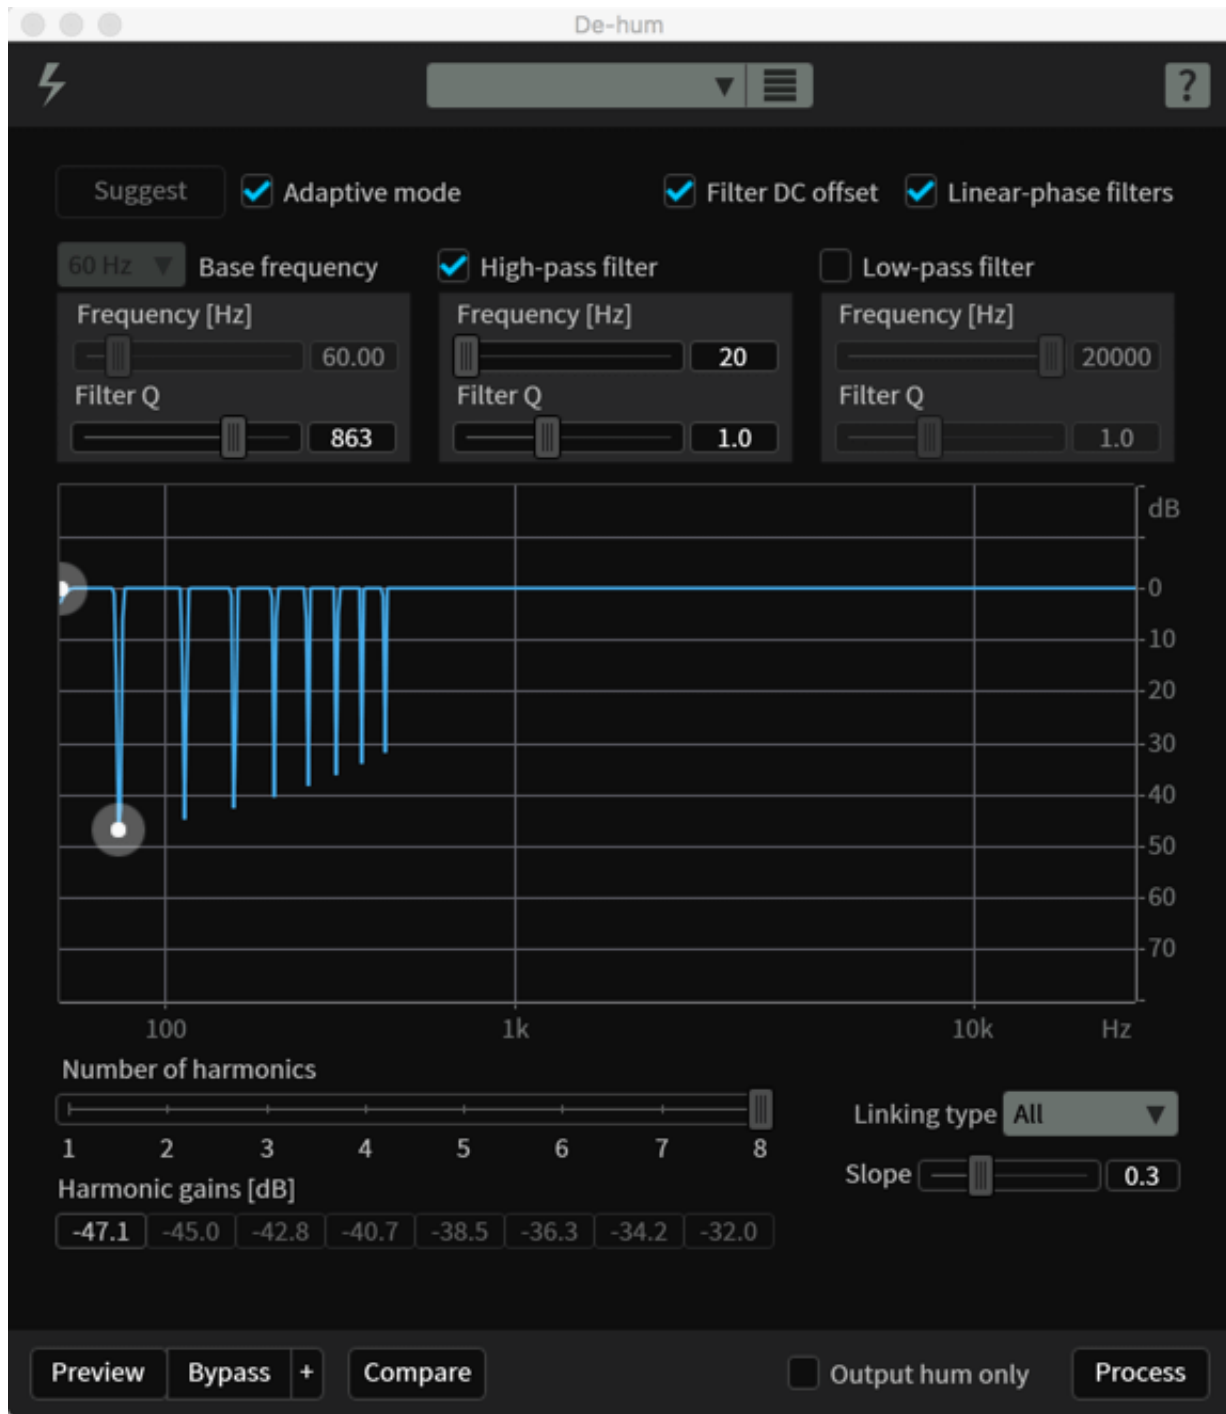 De-hum
?
Suggest Adaptive mode Filter DC offset Linear-phase filters
60 Hz Base frequency High-pass filter Low-pass filter
Frequency [Hz] Frequency [Hz] Frequency [Hz]
60.00 20 20000
Filter Q Filter Q Filter Q
863 1.0 1.0
dB
0
10
20
30
40
50
60
70
100 1k 10k Hz
Number of harmonics
Linking type All
1 2 3 4 5 6 7 8
Slope 0.3
Harmonic gains [dB]
-47.1 -45.0 -42.8 -40.7 -38.5 -36.3 -34.2 -32.0
Preview Bypass + Compare Output hum only Process